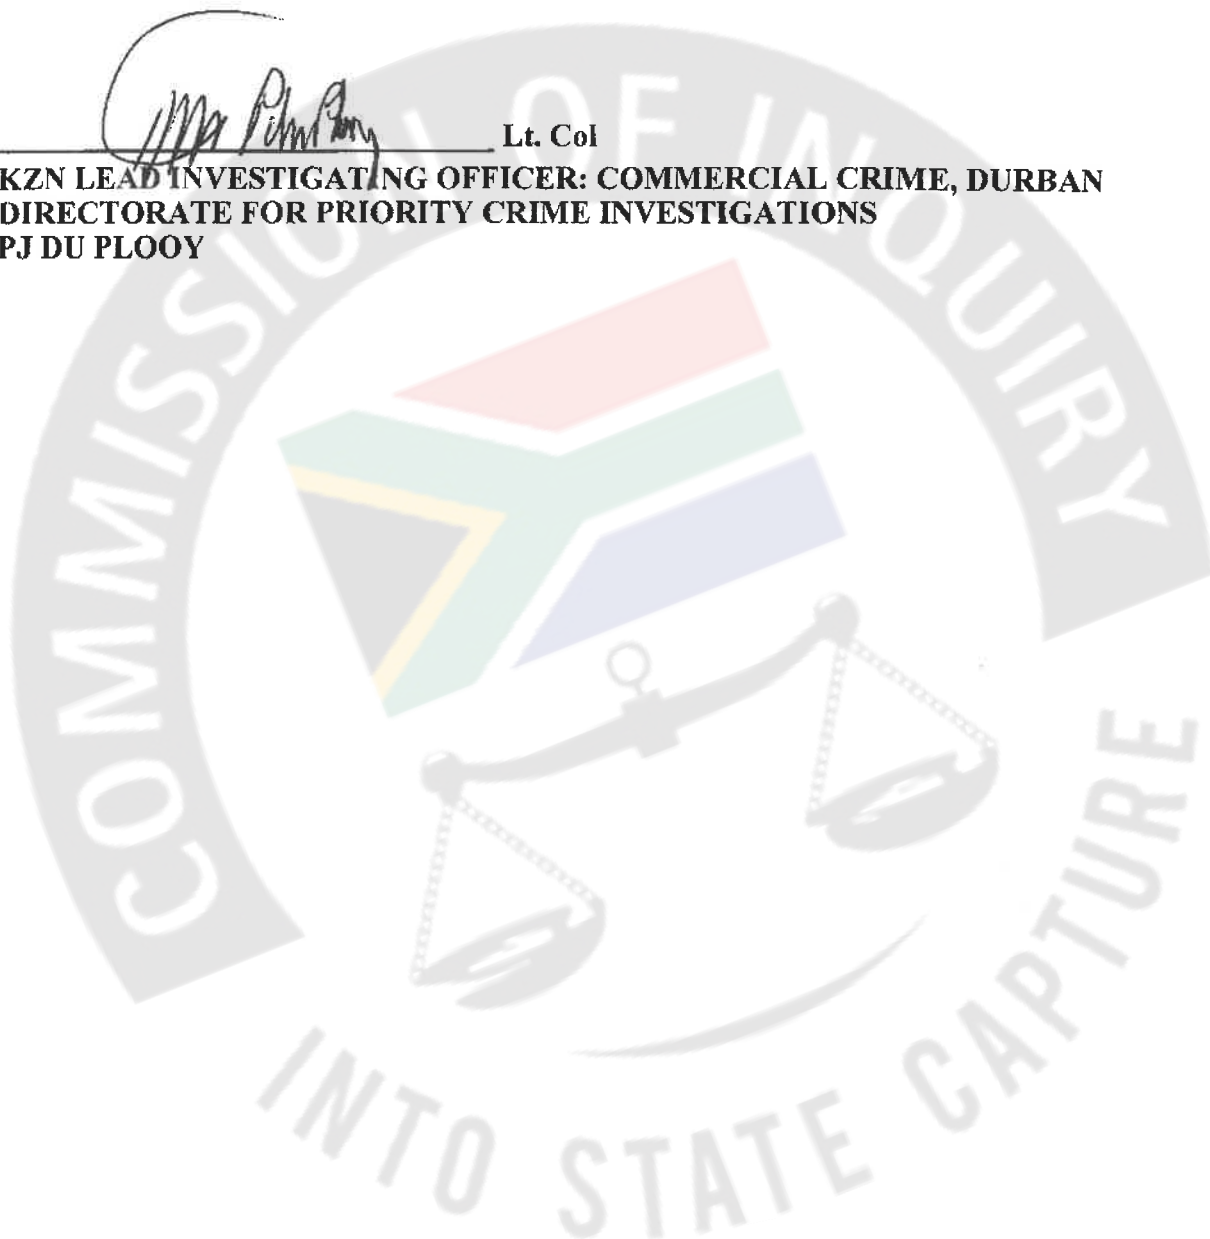 Lt. Col
KZN LEAD INVESTIGATING OFFICER: COMMERCIAL CRIME, DURBAN
DIRECTORATE FOR PRIORITY CRIME INVESTIGATIONS
PJ DU PLOOY
COMMISSION OF INQUIRY
INTO STATE CAPTURE